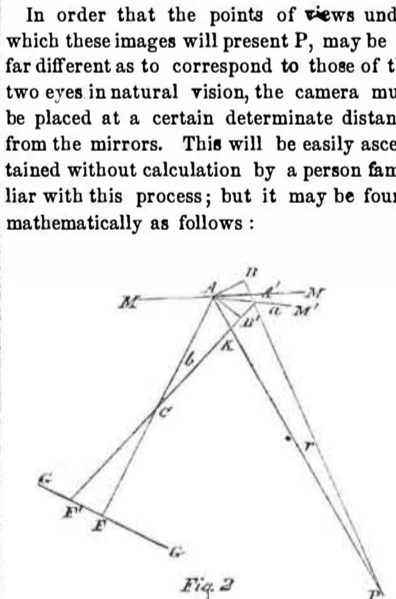 In order that the points of views und
which these images will present P, may be
far different as to correspond to those of t
two eyes in natural vision, the camera mu
be placed at a certain determinate distan
from the mirrors. This will be easily asce
tained without calculation by a person fam
liar with this process; but it may be foun
mathematically as follows:
B
M A A' M
a M'
B'
K
b
C
r
G
F' F
G
Fig. 2
P